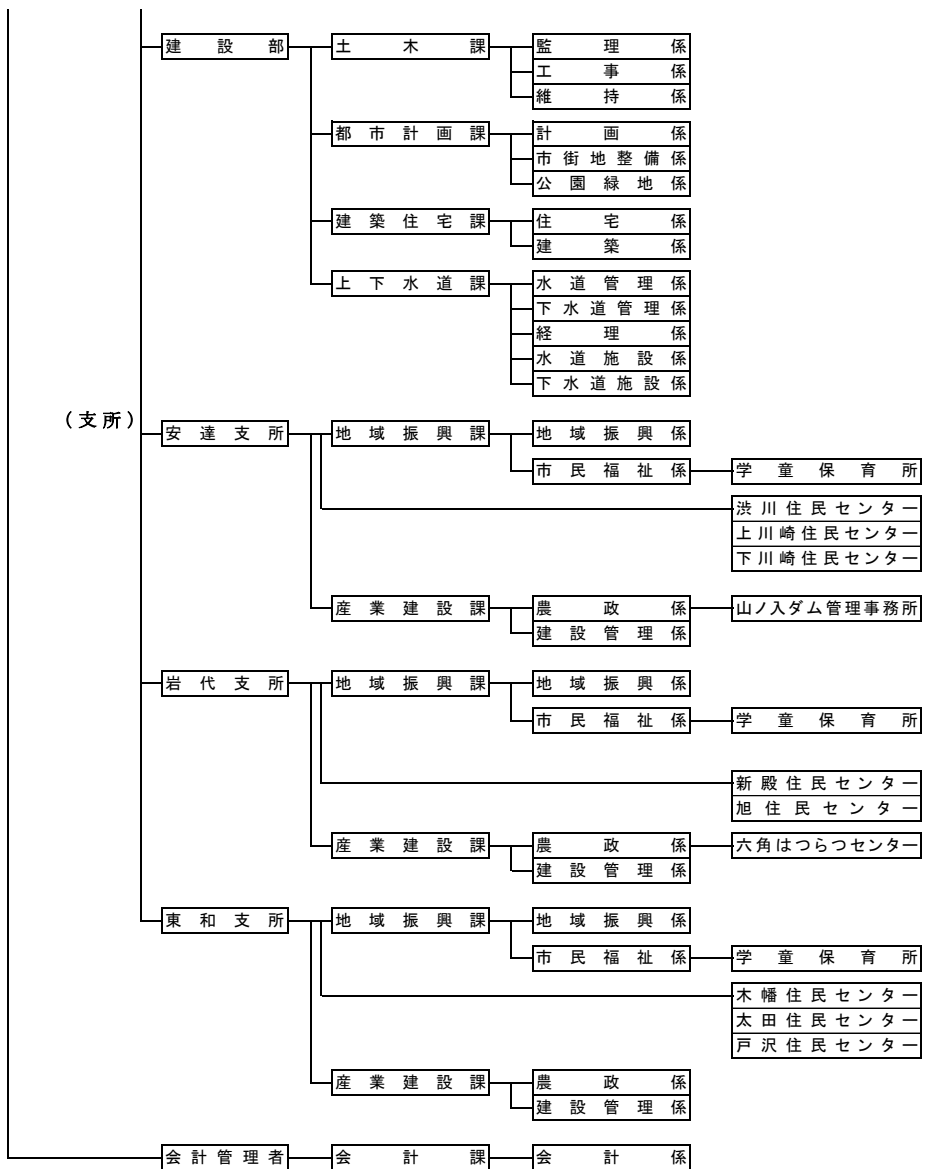 建設部 土木課 監理係
工事係
維持係
都市計画課 計画係
市街地整備係
公園緑地係
建築住宅課 住宅係
建築係
上下水道課 水道管理係
下水道管理係
経理係
水道施設係
下水道施設係
(支所)
安達支所 地域振興課 地域振興係
市民福祉係 学童保育所
渋川住民センター
上川崎住民センター
下川崎住民センター
産業建設課 農政係 山ノ入ダム管理事務所
建設管理係
岩代支所 地域振興課 地域振興係
市民福祉係 学童保育所
新殿住民センター
旭住民センター
産業建設課 農政係 六角はつらつセンター
建設管理係
東和支所 地域振興課 地域振興係
市民福祉係 学童保育所
木幡住民センター
太田住民センター
戸沢住民センター
産業建設課 農政係
建設管理係
会計管理者 会計課 会計係